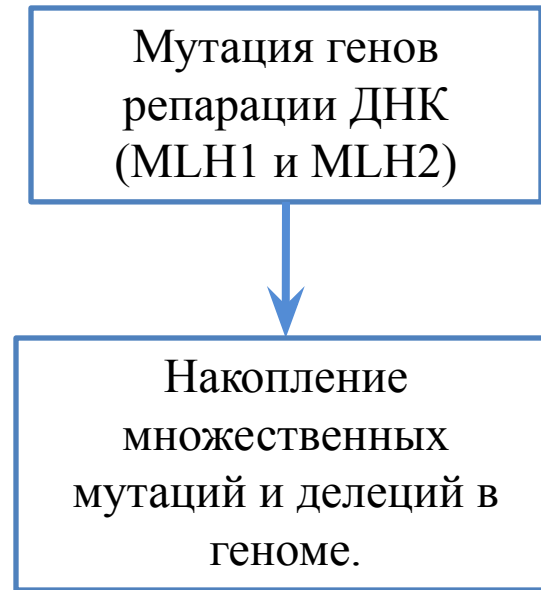 Мутация генов
репарации ДНК
(MLH1 и MLH2)
Накопление
множественных
мутаций и делеций в
геноме.